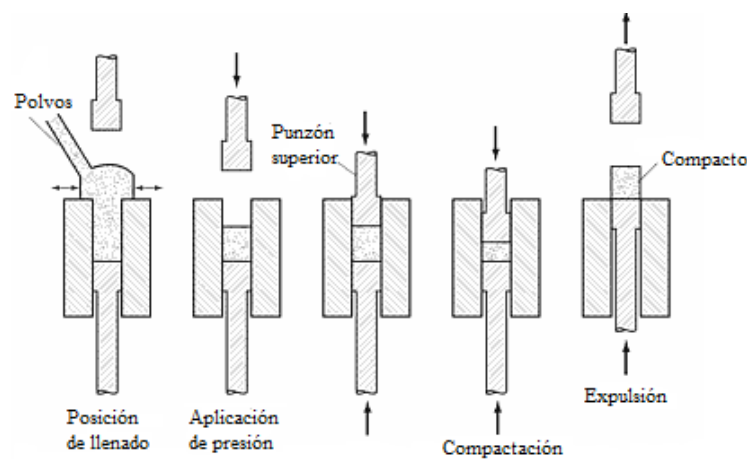 Polvos
Punzón
superior
Compacto
Posición
de llenado
Aplicación
de presión
Compactación
Expulsión